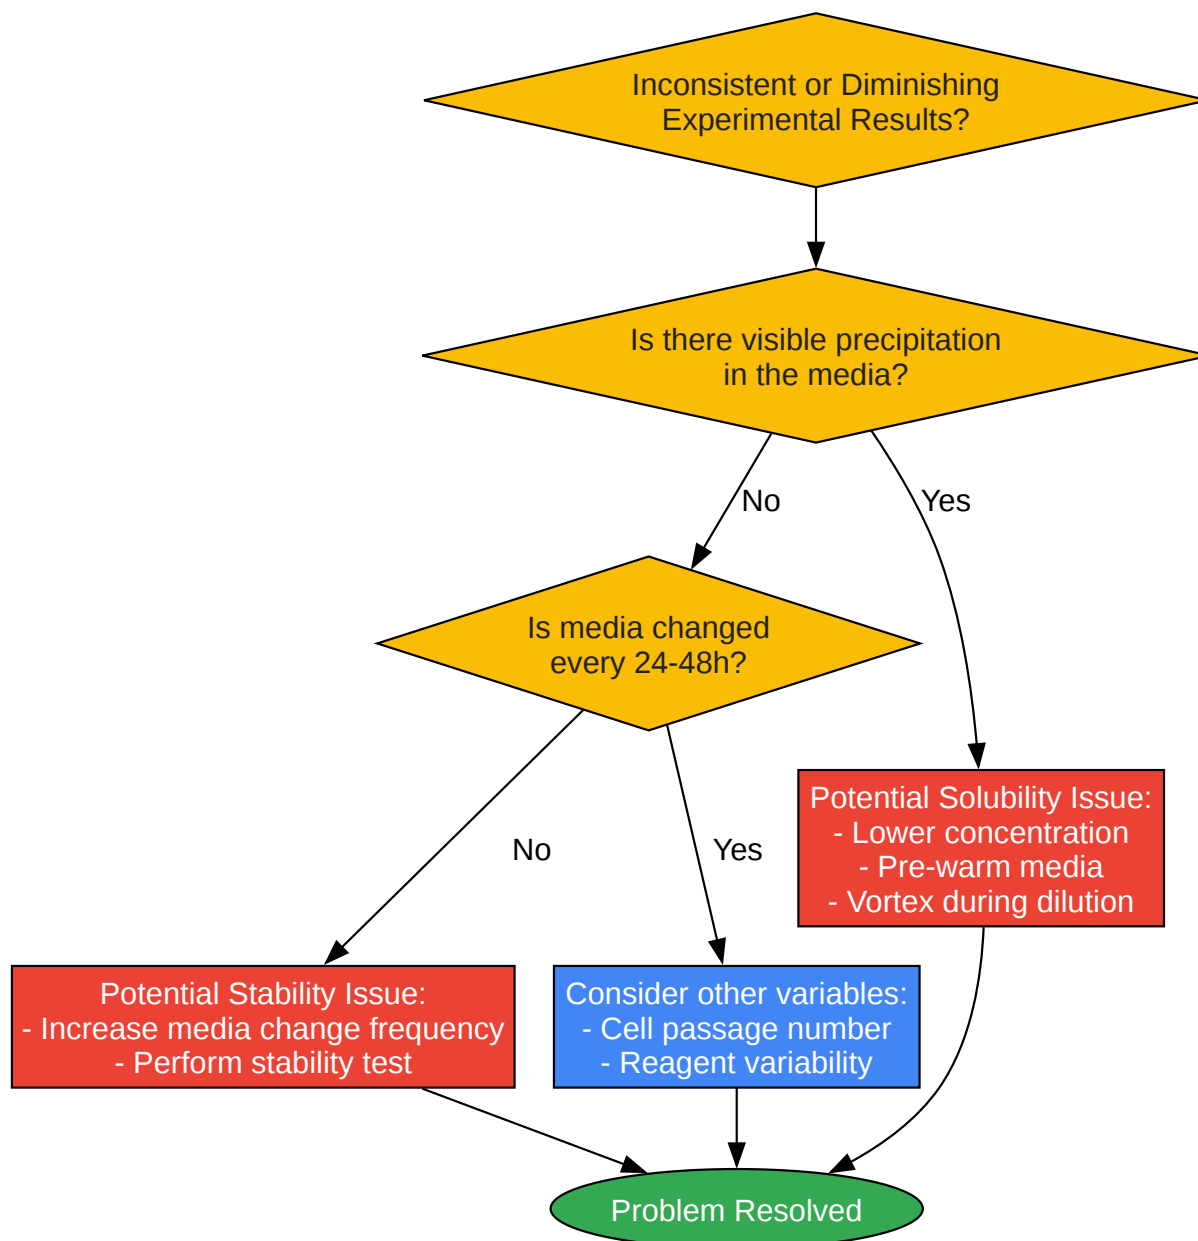 Inconsistent or Diminishing
Experimental Results?
Is there visible precipitation
in the media?
No
Yes
Is media changed
every 24-48h?
No
Yes
Potential Solubility Issue:
- Lower concentration
- Pre-warm media
- Vortex during dilution
Potential Stability Issue:
- Increase media change frequency
- Perform stability test
Consider other variables:
- Cell passage number
- Reagent variability
Problem Resolved